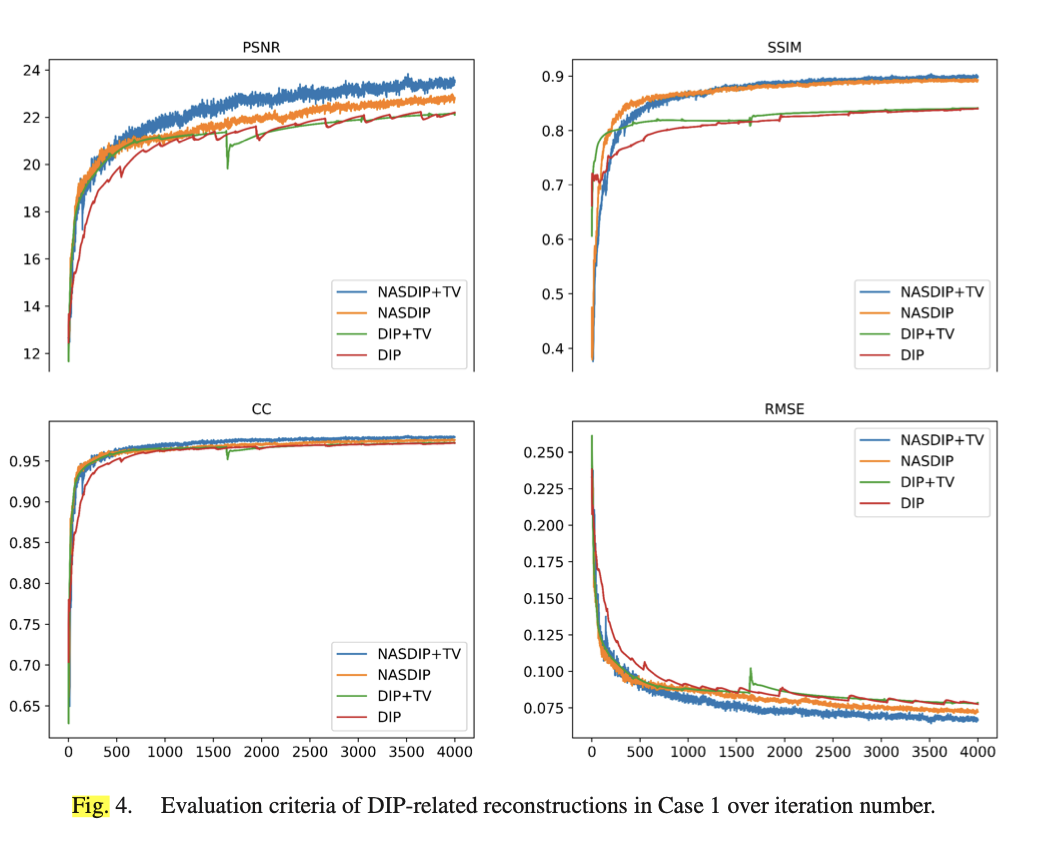 PSNR
24
22
20
18
16
14
12
NASDIP+TV
NASDIP
DIP+TV
DIP
SSIM
0.9
0.8
0.7
0.6
0.5
0.4
NASDIP+TV
NASDIP
DIP+TV
DIP
CC
0.95
0.90
0.85
0.80
0.75
0.70
0.65
NASDIP+TV
NASDIP
DIP+TV
DIP
0 500 1000 1500 2000 2500 3000 3500 4000
RMSE
0.250
0.225
0.200
0.175
0.150
0.125
0.100
0.075
NASDIP+TV
NASDIP
DIP+TV
DIP
0 500 1000 1500 2000 2500 3000 3500 4000
Fig. 4. Evaluation criteria of DIP-related reconstructions in Case 1 over iteration number.